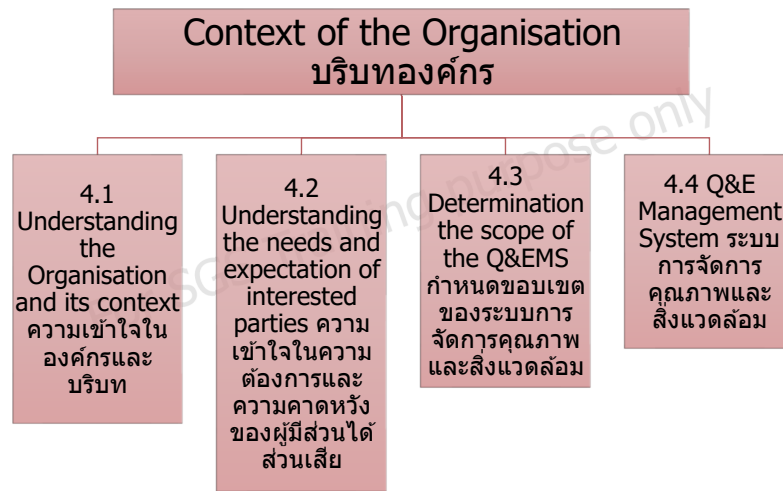 Context of the Organisation
บริบทองค์กร
4.1
Understanding
the
Organisation
and its context
ความเข้าใจใน
องค์กรและ
บริบท
4.2
Understanding
the needs and
expectation of
interested
parties ความ
เข้าใจในความ
ต้องการและ
ความคาดหวัง
ของผู้มีส่วนได้
ส่วนเสีย
4.3
Determination
the scope of
the Q&EMS
กำหนดขอบเขต
ของระบบการ
จัดการคุณภาพ
และสิ่งแวดล้อม
4.4 Q&E
Management
System ระบบ
การจัดการ
คุณภาพและ
สิ่งแวดล้อม
SGS Training purpose only